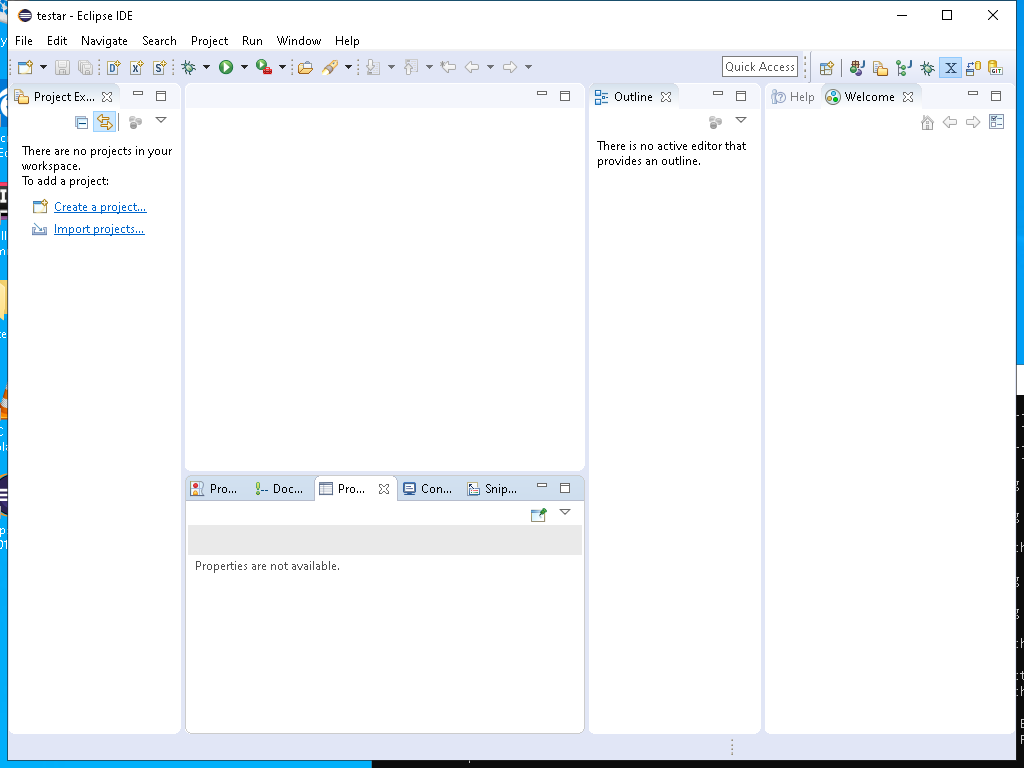 testar - Eclipse IDE
File Edit Navigate Search Project Run Window Help
Quick Access
Project Ex...
Outline
Help
Welcome
There are no projects in your
workspace.
To add a project:
Create a project...
Import projects...
There is no active editor that
provides an outline.
Pro...
Doc...
Pro...
Con...
Snip...
Properties are not available.